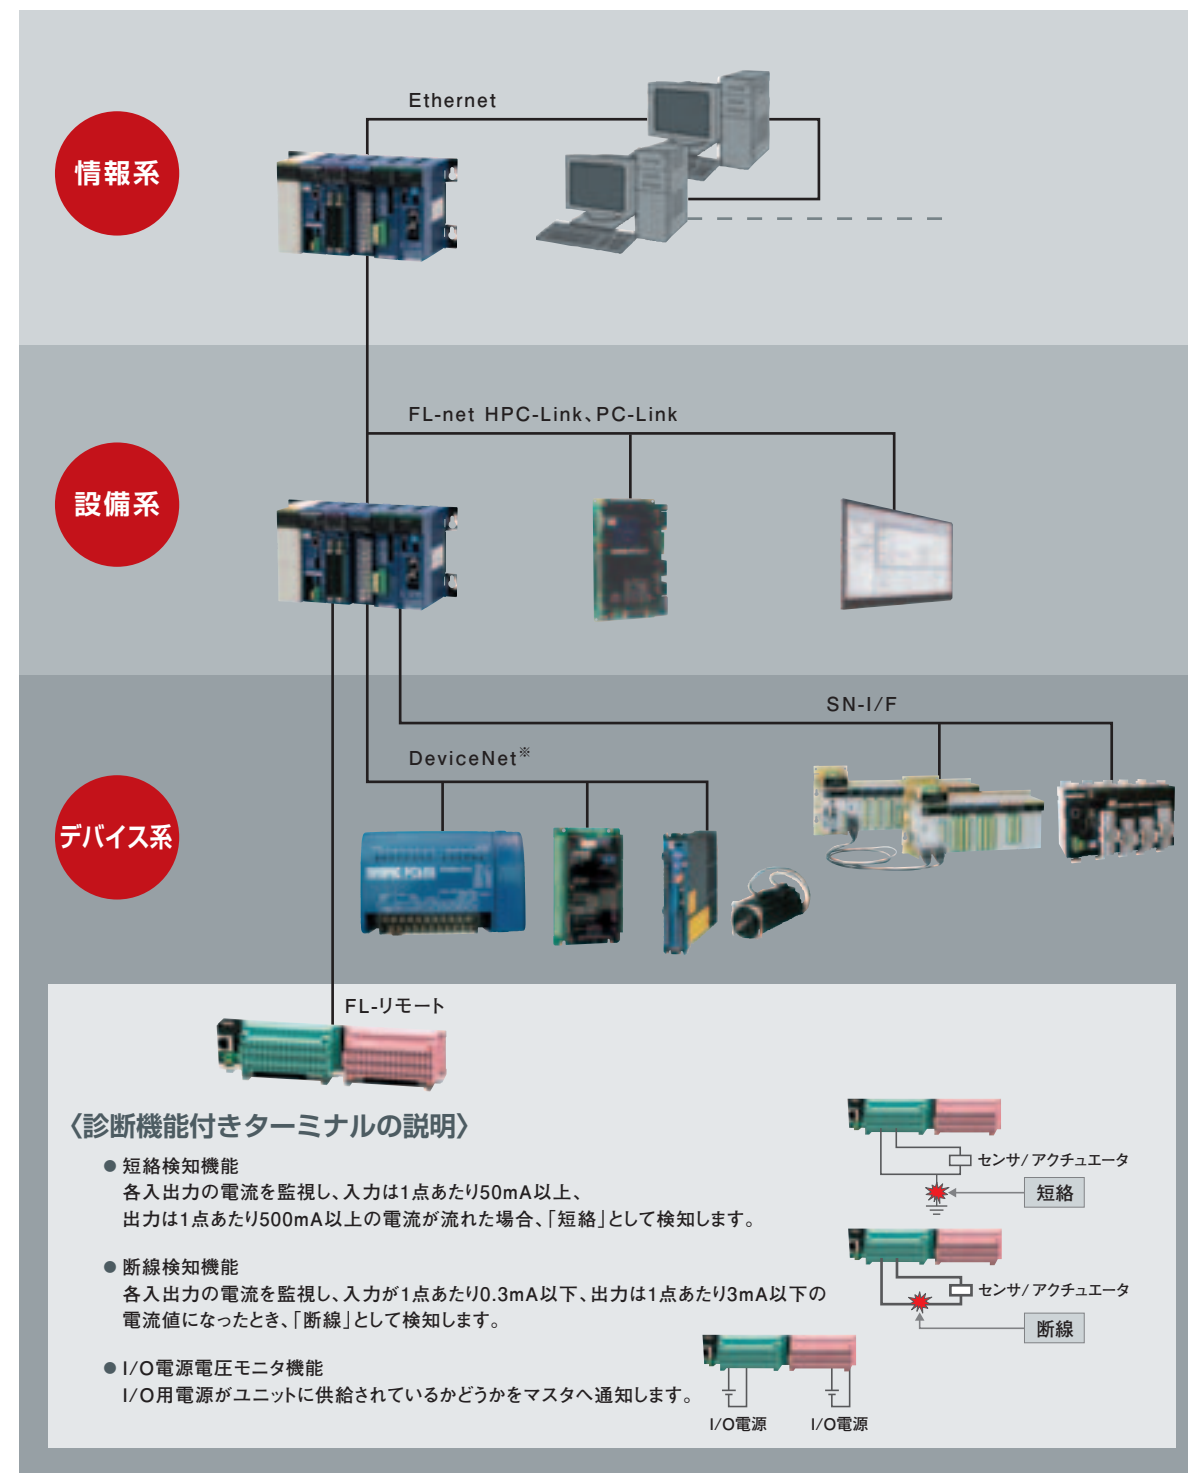 Ethernet
情報系
FL-net HPC-Link、PC-Link
設備系
SN-I/F
DeviceNet※
デバイス系
FL-リモート
〈診断機能付きターミナルの説明〉
● 短絡検知機能
各入出力の電流を監視し、入力は1点あたり50mA以上、
出力は1点あたり500mA以上の電流が流れた場合、「短絡」として検知します。
● 断線検知機能
各入出力の電流を監視し、入力が1点あたり0.3mA以下、出力は1点あたり3mA以下の
電流値になったとき、「断線」として検知します。
● I/O電源電圧モニタ機能
I/O用電源がユニットに供給されているかどうかをマスタへ通知します。
センサ/アクチュエータ
短絡
センサ/アクチュエータ
断線
I/O電源
I/O電源